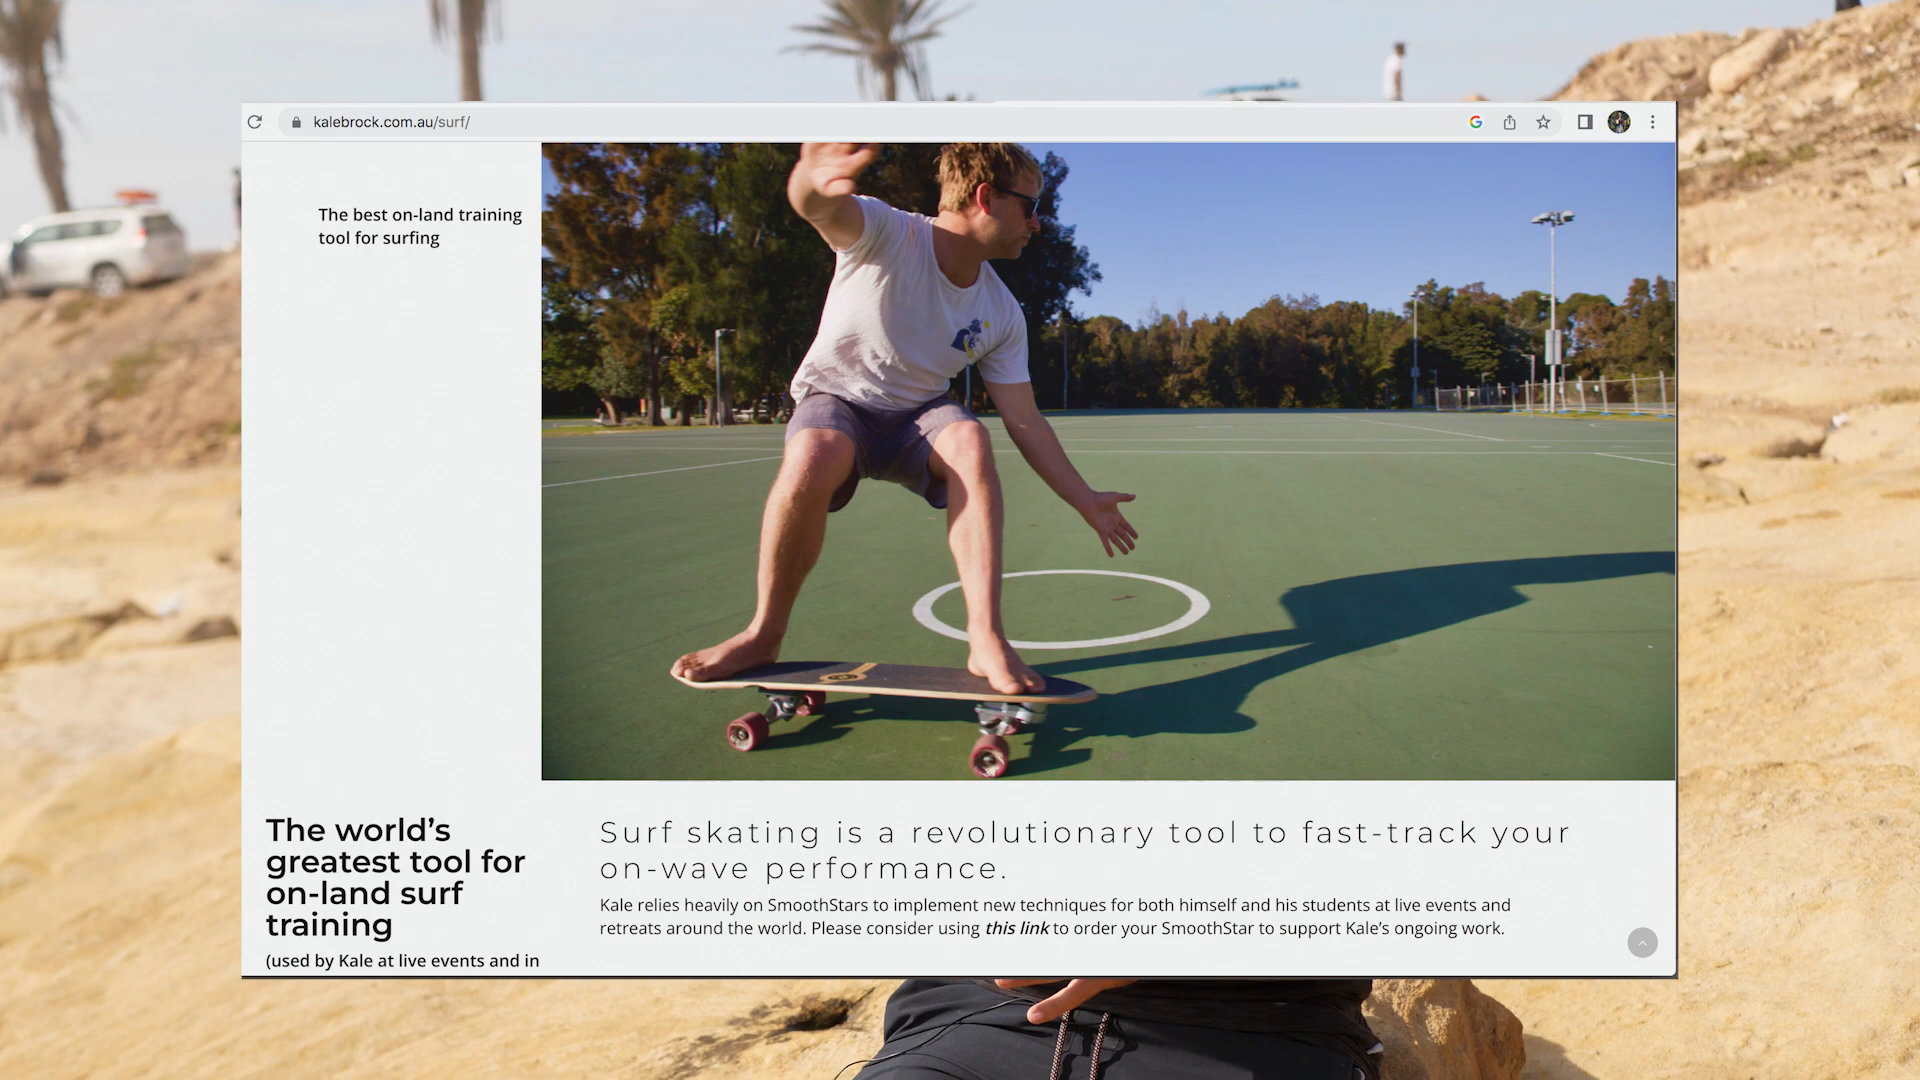 kalebrock.com.au/surf/
The best on-land training
tool for surfing
The world's
greatest tool for
on-land surf
training
(used by Kale at live events and in
Surf skating is a revolutionary tool to fast-track your
on-wave performance.
Kale relies heavily on SmoothStars to implement new techniques for both himself and his students at live events and
retreats around the world. Please consider using this link to order your SmoothStar to support Kale's ongoing work.